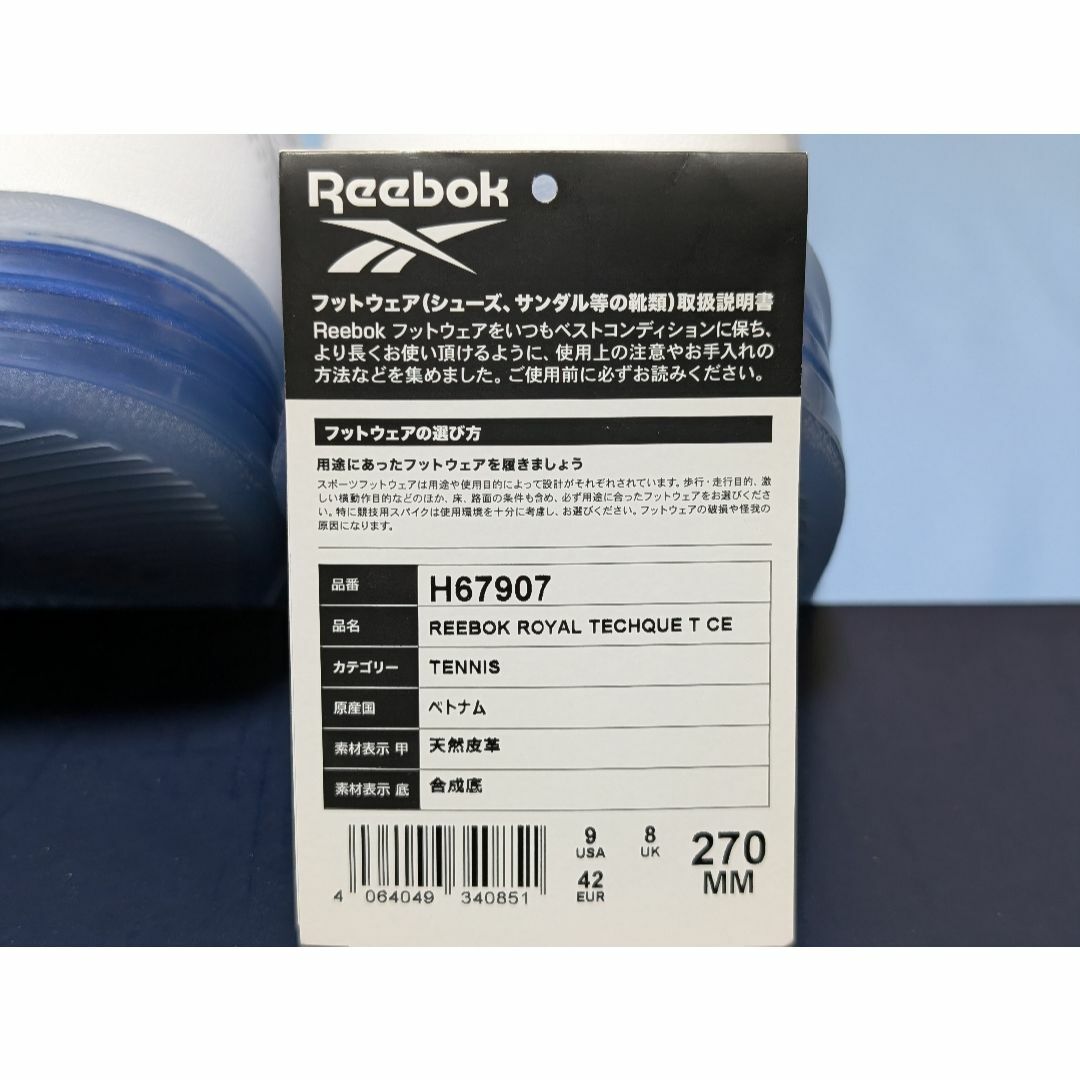 Reebok
フットウェア(シューズ、サンダル等の靴類)取扱説明書
Reebok フットウェアをいつもベストコンディションに保ち、
より長くお使い頂けるように、使用上の注意やお手入れの
方法などを集めました。ご使用前に必ずお読みください。
フットウェアの選び方
用途にあったフットウェアを履きましょう
スポーツフットウェアは用途や使用目的によって設計がそれぞれされています。歩行・走行目的、激
しい横動作目的などのほか、床、路面の条件も含め、必ず用途に合ったフットウェアをお選びくださ
い。特に競技用スパイクは使用環境を十分に考慮し、お選びください。フットウェアの破損や怪我の
原因になります。
品番 H67907
品名 REEBOK ROYAL TECHQUE T CE
カテゴリー TENNIS
原産国 ベトナム
素材表示 甲 天然皮革
素材表示 底 合成底
9 8 270
USA UK MM
42
EUR
4 064049 340851